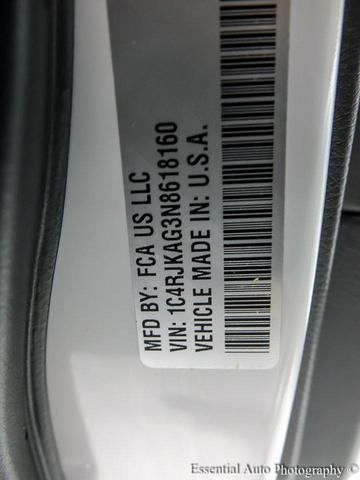 MFD BY: FCA US LLC
VIN: 1C4RJKAG3N8618160
VEHICLE MADE IN: U.S.A.
Essential Auto Photography ©